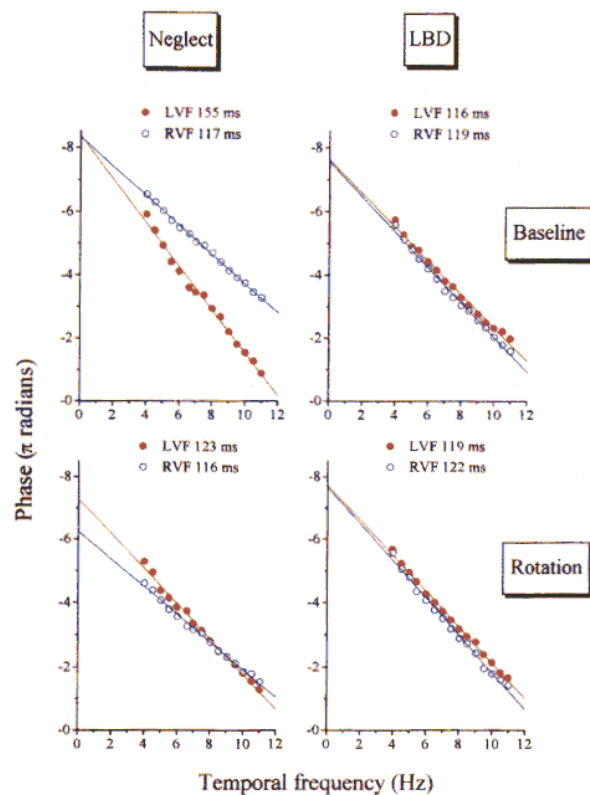 Neglect
LBD
LVF 155 ms
RVF 117 ms
LVF 116 ms
RVF 119 ms
-8
-6
-4
-2
-0
0 2 4 6 8 10 12
-8
-6
-4
-2
-0
0 2 4 6 8 10 12
Baseline
Phase (π radians)
LVF 123 ms
RVF 116 ms
LVF 119 ms
RVF 122 ms
-8
-6
-4
-2
-0
0 2 4 6 8 10 12
-8
-6
-4
-2
-0
0 2 4 6 8 10 12
Rotation
Temporal frequency (Hz)